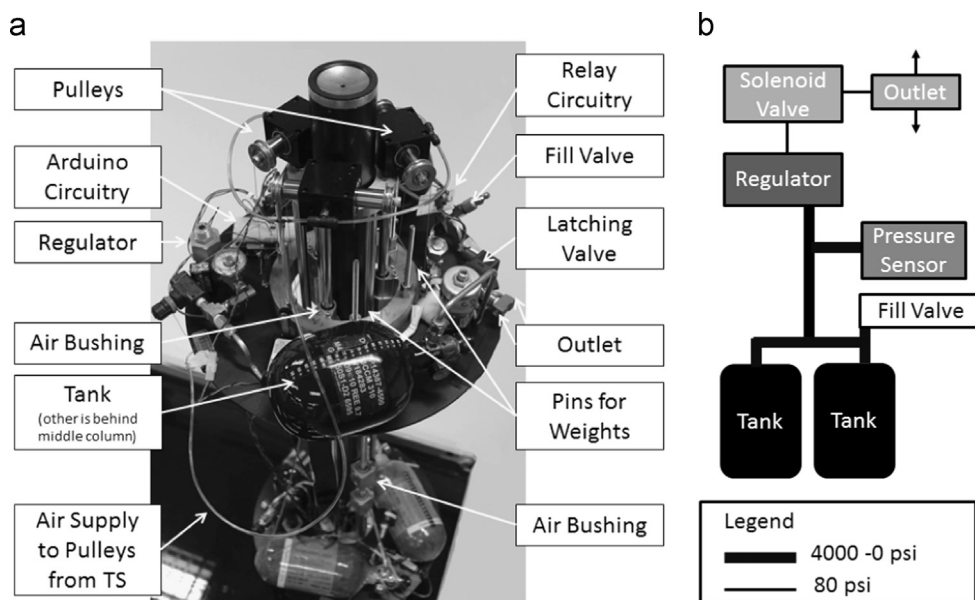 a
Pulleys
Arduino
Circuitry
Regulator
Air Bushing
Tank
(other is behind
middle column)
Air Supply
to Pulleys
from TS
Relay
Circuitry
Fill Valve
Latching
Valve
Outlet
Pins for
Weights
Air Bushing
b
Solenoid
Valve
Outlet
Regulator
Pressure
Sensor
Fill Valve
Tank
Tank
Legend
4000 -0 psi
80 psi